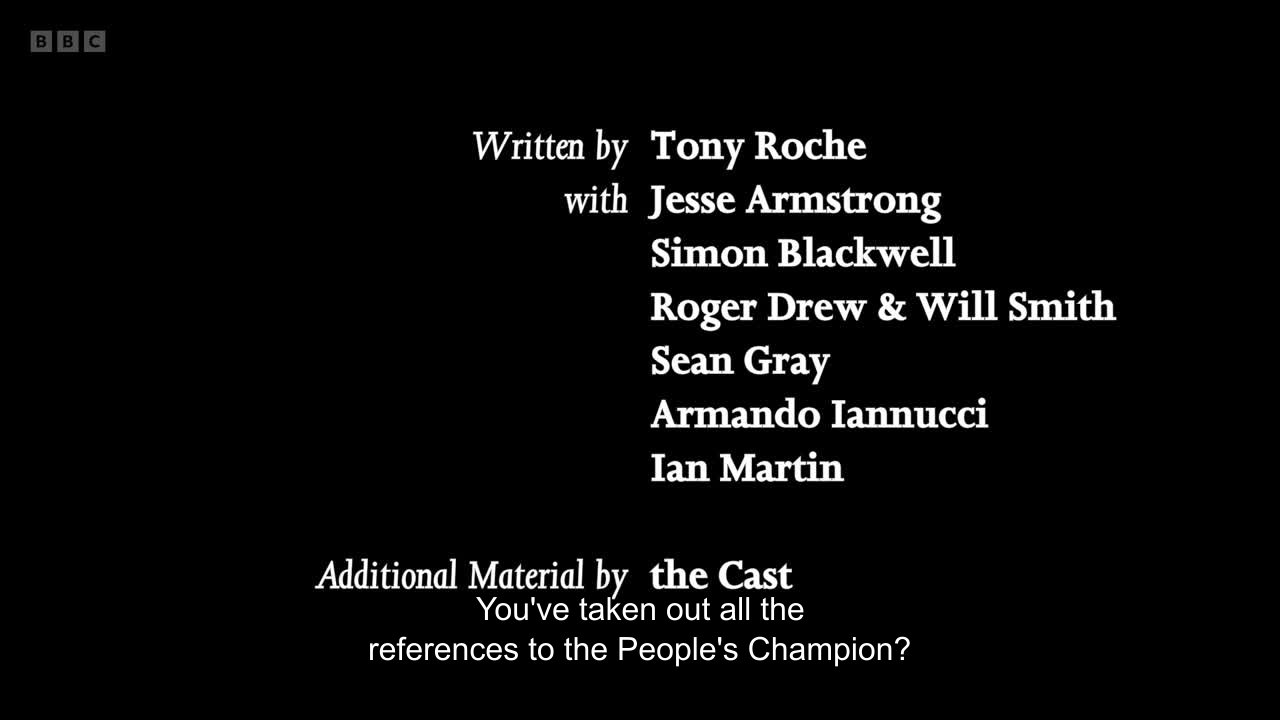 BBC
Written by Tony Roche
with Jesse Armstrong
Simon Blackwell
Roger Drew & Will Smith
Sean Gray
Armando Iannucci
Ian Martin
Additional Material by the Cast
You've taken out all the
references to the People's Champion?